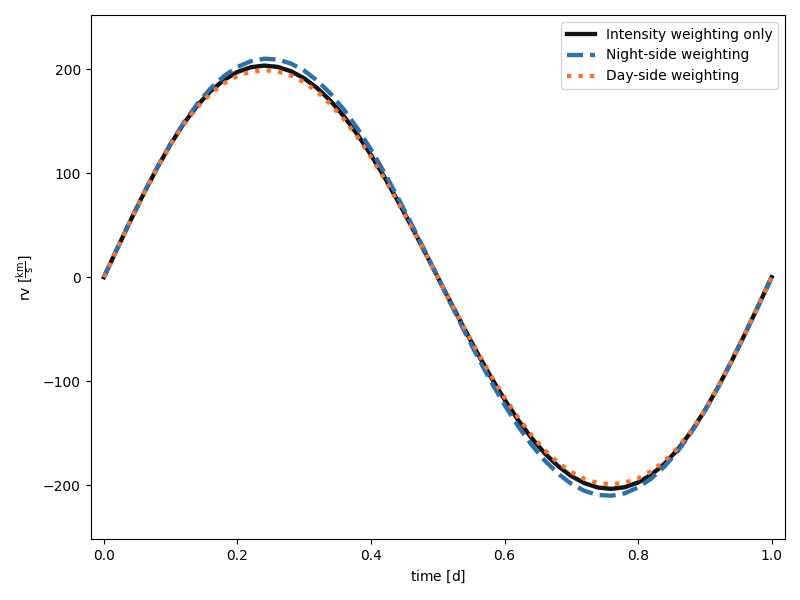 Intensity weighting only
Night-side weighting
Day-side weighting
200
100
0
−100
−200
rv [km/s]
0.0 0.2 0.4 0.6 0.8 1.0
time [d]